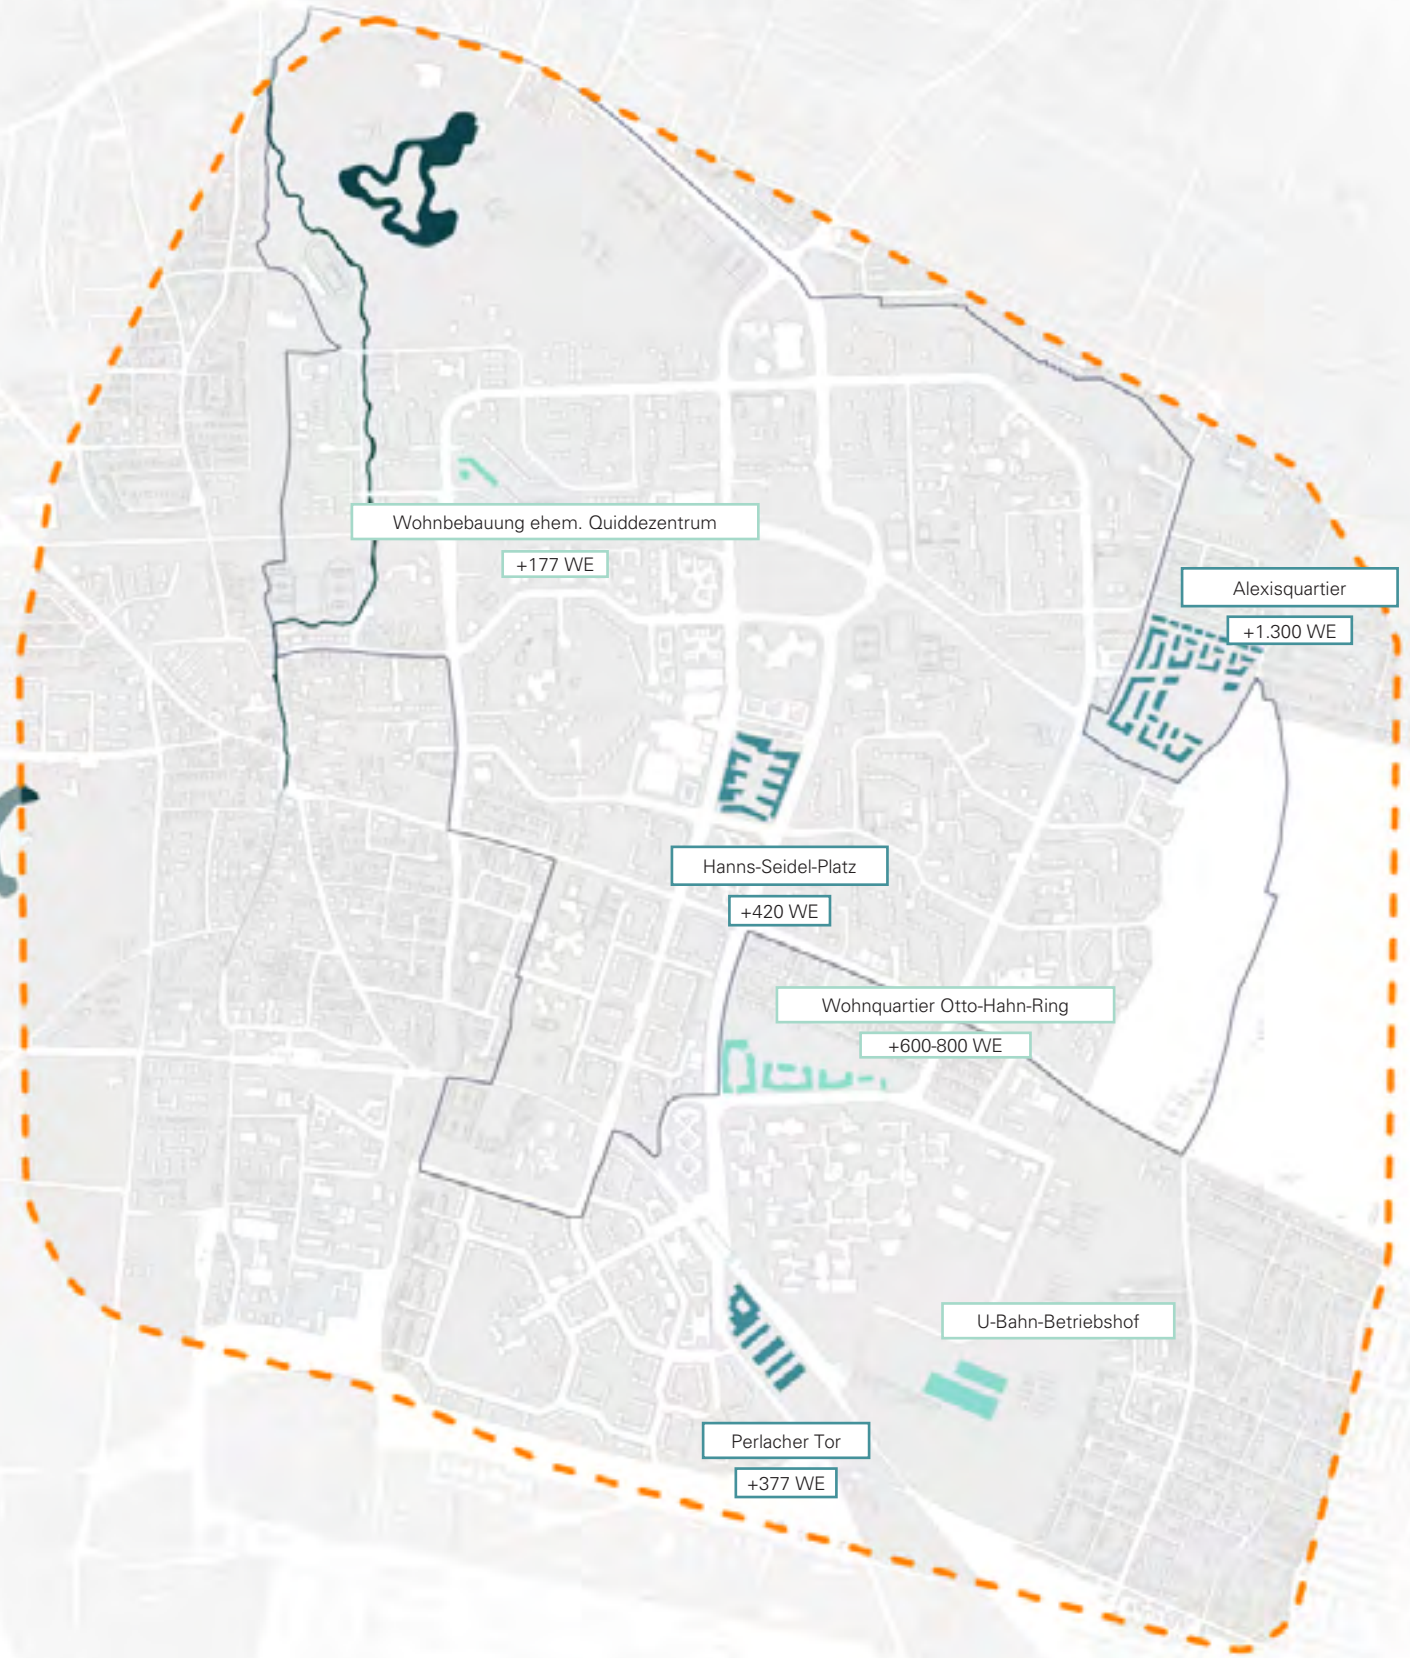 Wohnbebauung ehem. Quiddezentrum
+177 WE
Alexisquartier
+1.300 WE
Hanns-Seidel-Platz
+420 WE
Wohnquartier Otto-Hahn-Ring
+600-800 WE
U-Bahn-Betriebshof
Perlacher Tor
+377 WE